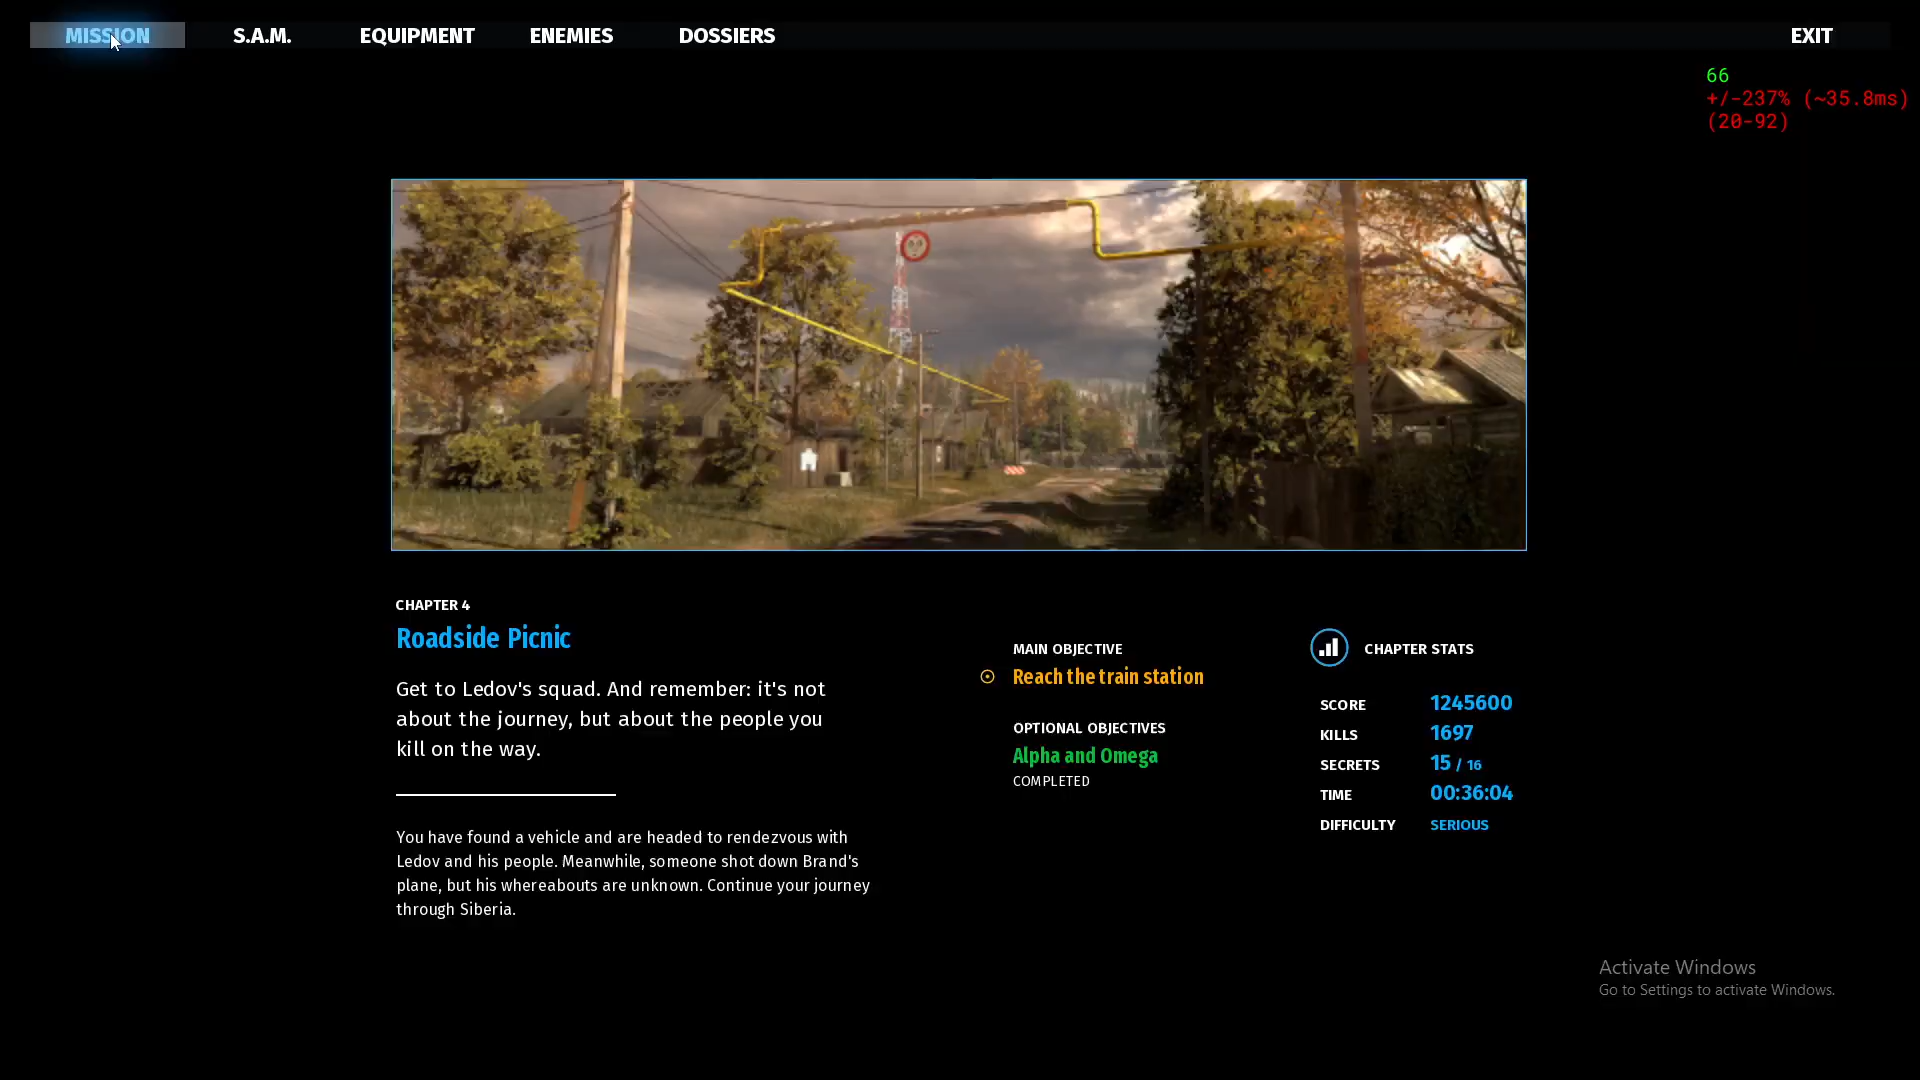 MISSION S.A.M. EQUIPMENT ENEMIES DOSSIERS EXIT
66
+/-237% (~35.8ms)
(20-92)
CHAPTER 4
Roadside Picnic
Get to Ledov's squad. And remember: it's not
about the journey, but about the people you
kill on the way.
You have found a vehicle and are headed to rendezvous with
Ledov and his people. Meanwhile, someone shot down Brand's
plane, but his whereabouts are unknown. Continue your journey
through Siberia.
MAIN OBJECTIVE
Reach the train station
OPTIONAL OBJECTIVES
Alpha and Omega
COMPLETED
CHAPTER STATS
SCORE 1245600
KILLS 1697
SECRETS 15 / 16
TIME 00:36:04
DIFFICULTY SERIOUS
Activate Windows
Go to Settings to activate Windows.